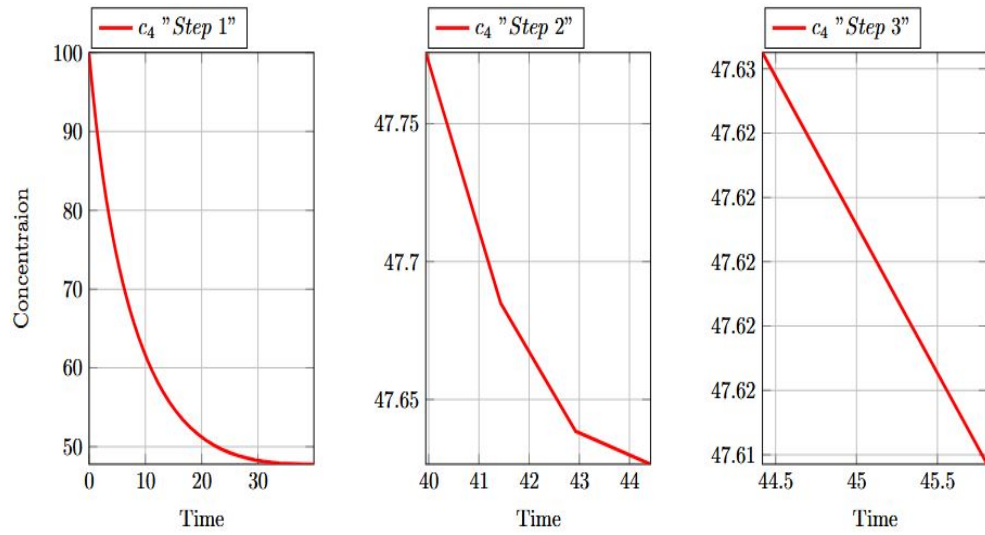 c4 "Step 1"
100
90
80
70
60
50
0 10 20 30
Time
Concentraion
c4 "Step 2"
47.75
47.7
47.65
40 41 42 43 44
Time
c4 "Step 3"
47.63
47.62
47.62
47.62
47.62
47.62
47.61
44.5 45 45.5
Time